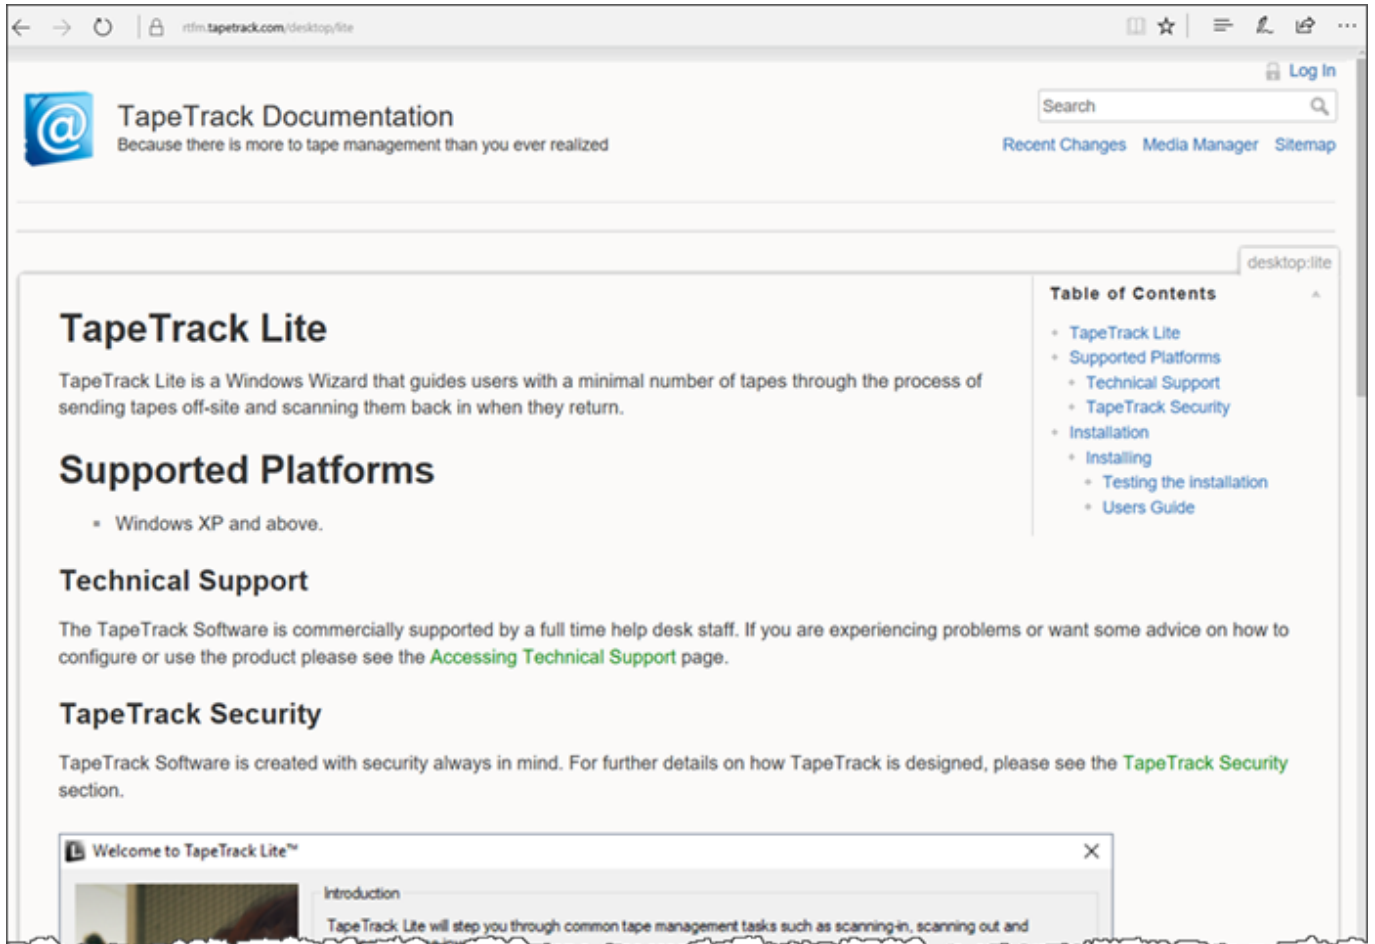 rtfm.tapetrack.com/desktop/lite
Log In
TapeTrack Documentation
Because there is more to tape management than you ever realized
Search
Recent Changes Media Manager Sitemap
desktop:lite
Table of Contents
TapeTrack Lite
Supported Platforms
Technical Support
TapeTrack Security
Installation
Installing
Testing the installation
Users Guide
TapeTrack Lite
TapeTrack Lite is a Windows Wizard that guides users with a minimal number of tapes through the process of
sending tapes off-site and scanning them back in when they return.
Supported Platforms
Windows XP and above.
Technical Support
The TapeTrack Software is commercially supported by a full time help desk staff. If you are experiencing problems or want some advice on how to
configure or use the product please see the Accessing Technical Support page.
TapeTrack Security
TapeTrack Software is created with security always in mind. For further details on how TapeTrack is designed, please see the TapeTrack Security
section.
Welcome to TapeTrack Lite™
Introduction
TapeTrack Lite will step you through common tape management tasks such as scanning-in, scanning out and